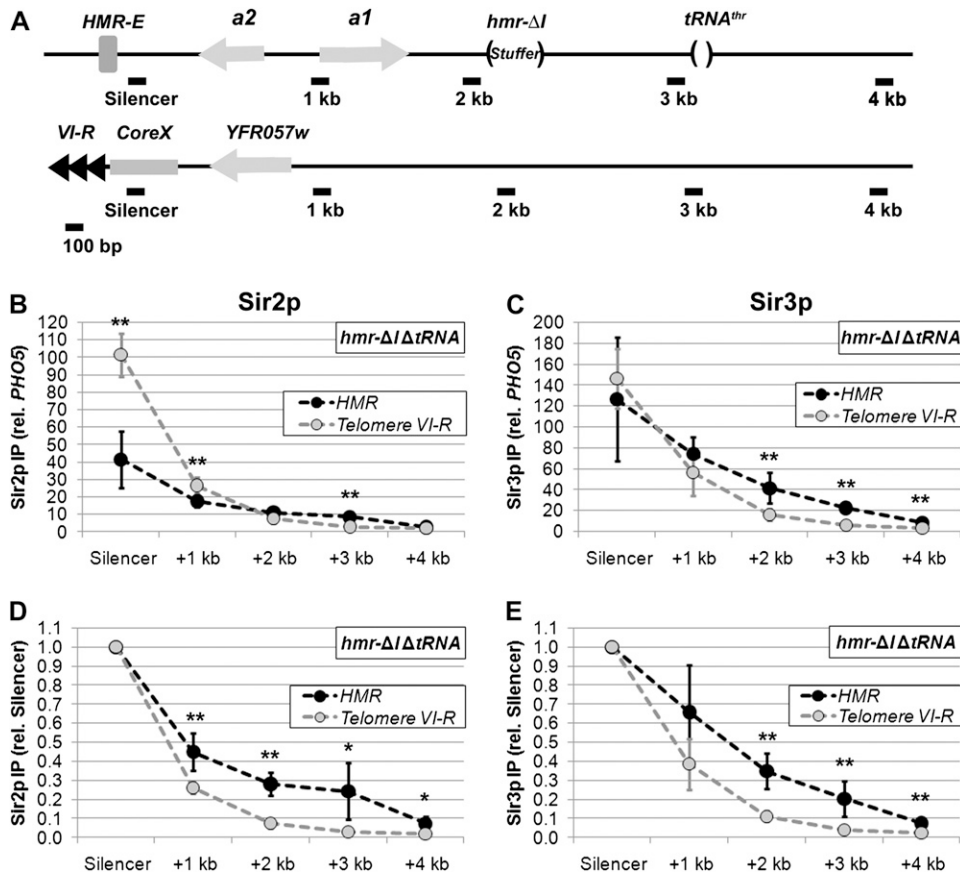 A
HMR-E a2 a1 hmr-ΔI tRNAthr
(Stuffer) ( )
Silencer 1 kb 2 kb 3 kb 4 kb
VI-R CoreX YFR057w
Silencer 1 kb 2 kb 3 kb 4 kb
100 bp
B Sir2p
Sir2p IP (rel. PHO5)
120
110
100
90
80
70
60
50
40
30
20
10
0
** ** **
hmr-ΔIΔtRNA
HMR
Telomere VI-R
Silencer +1 kb +2 kb +3 kb +4 kb
C Sir3p
Sir3p IP (rel. PHO5)
200
180
160
140
120
100
80
60
40
20
0
hmr-ΔIΔtRNA
HMR
Telomere VI-R
** ** **
Silencer +1 kb +2 kb +3 kb +4 kb
D
Sir2p IP (rel. Silencer)
1.1
1.0
0.9
0.8
0.7
0.6
0.5
0.4
0.3
0.2
0.1
0.0
hmr-ΔIΔtRNA
HMR
Telomere VI-R
** ** * *
Silencer +1 kb +2 kb +3 kb +4 kb
E
Sir3p IP (rel. Silencer)
1.1
1.0
0.9
0.8
0.7
0.6
0.5
0.4
0.3
0.2
0.1
0.0
hmr-ΔIΔtRNA
HMR
Telomere VI-R
** ** **
Silencer +1 kb +2 kb +3 kb +4 kb